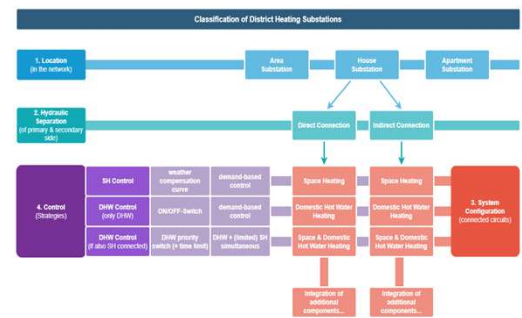 Classification of District Heating Substations
1. Location
(in the network)
Area
Substation
House
Substation
Apartment
Substation
2. Hydraulic
Separation
(of primary & secondary
side)
Direct Connection
Indirect Connection
4. Control
(Strategies)
SH Control
weather
compensation
curve
demand-based
control
Space Heating
Space Heating
DHW Control
(only DHW)
ON/OFF-Switch
demand-based
control
Domestic Hot Water
Heating
Domestic Hot Water
Heating
DHW Control
(if also SH connected)
DHW priority
switch (+ time limit)
DHW + (limited) SH
simultaneous
Space & Domestic
Hot Water Heating
Space & Domestic
Hot Water Heating
3. System
Configuration
(connected circuits)
Integration of
additional
components...
Integration of
additional
components...